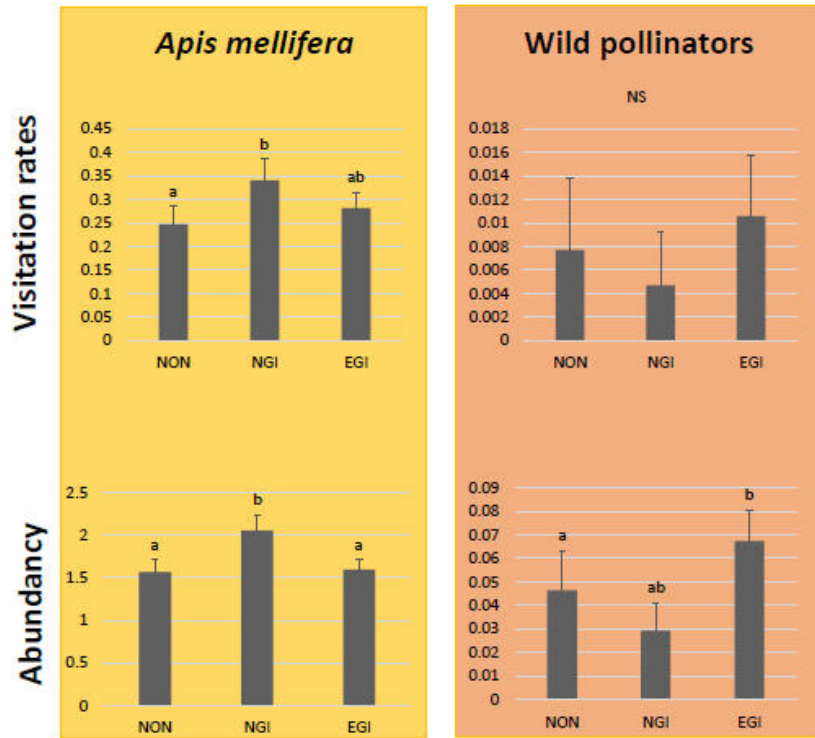 Apis mellifera
Wild pollinators
Visitation rates
0.45
0.4
0.35
0.3
0.25
0.2
0.15
0.1
0.05
0
a
b
ab
NON NGI EGI
NS
0.018
0.016
0.014
0.012
0.01
0.008
0.006
0.004
0.002
0
NON NGI EGI
Abundancy
2.5
2
1.5
1
0.5
0
a
b
a
NON NGI EGI
0.09
0.08
0.07
0.06
0.05
0.04
0.03
0.02
0.01
0
a
ab
b
NON NGI EGI